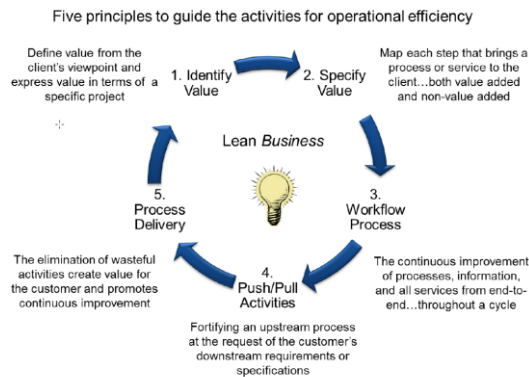 Five principles to guide the activities for operational efficiency
Define value from the
client's viewpoint and
express value in terms of a
specific project
1. Identify
Value
2. Specify
Value
Map each step that brings a
process or service to the
client…both value added
and non-value added
Lean Business
3.
Workflow
Process
The continuous improvement
of processes, information,
and all services from end-to-
end…throughout a cycle
4.
Push/Pull
Activities
Fortifying an upstream process
at the request of the customer's
downstream requirements or
specifications
5.
Process
Delivery
The elimination of wasteful
activities create value for
the customer and promotes
continuous improvement